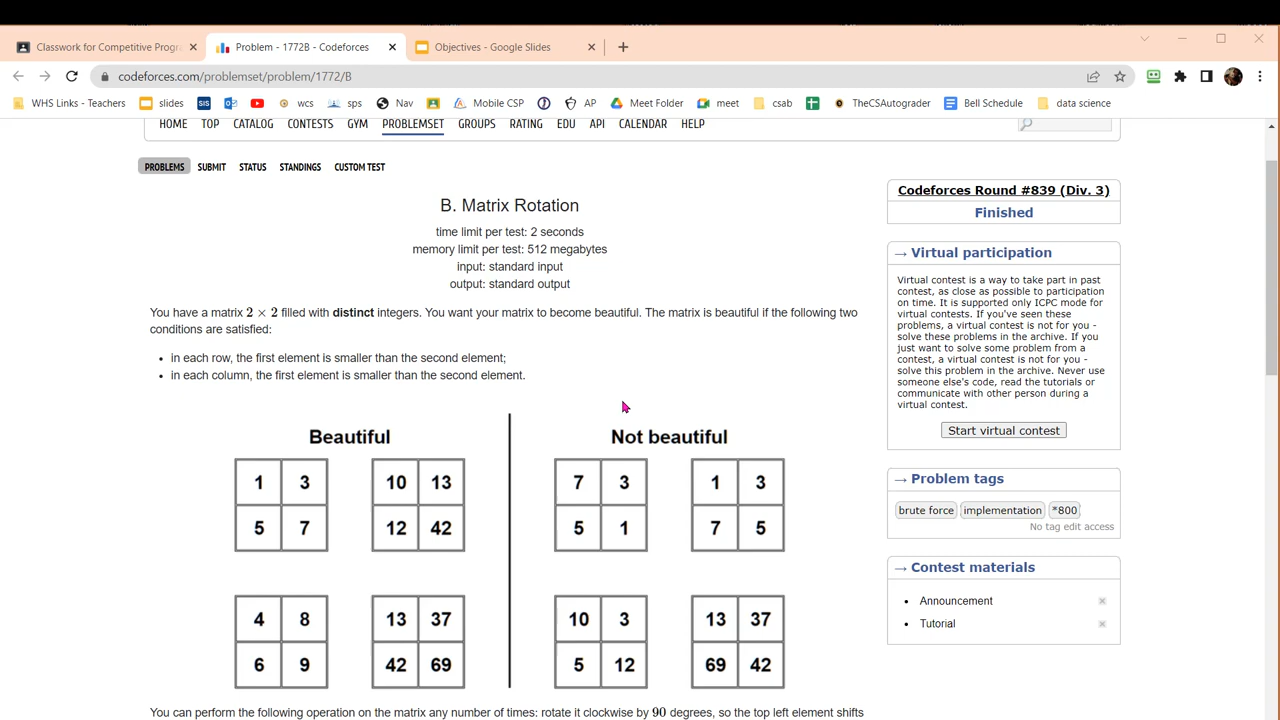 Classwork for Competitive Progr
Problem - 1772B - Codeforces
Objectives - Google Slides
codeforces.com/problemset/problem/1772/B
WHS Links - Teachers slides SIS wcs sps Nav Mobile CSP AP Meet Folder meet csab TheCSAutograder Bell Schedule data science
HOME TOP CATALOG CONTESTS GYM PROBLEMSET GROUPS RATING EDU API CALENDAR HELP
PROBLEMS SUBMIT STATUS STANDINGS CUSTOM TEST
B. Matrix Rotation
time limit per test: 2 seconds
memory limit per test: 512 megabytes
input: standard input
output: standard output
You have a matrix 2 × 2 filled with distinct integers. You want your matrix to become beautiful. The matrix is beautiful if the following two
conditions are satisfied:
• in each row, the first element is smaller than the second element;
• in each column, the first element is smaller than the second element.
Beautiful Not beautiful
1 3 10 13 7 3 1 3
5 7 12 42 5 1 7 5
4 8 13 37 10 3 13 37
6 9 42 69 5 12 69 42
You can perform the following operation on the matrix any number of times: rotate it clockwise by 90 degrees, so the top left element shifts
Codeforces Round #839 (Div. 3)
Finished
→ Virtual participation
Virtual contest is a way to take part in past
contest, as close as possible to participation
on time. It is supported only ICPC mode for
virtual contests. If you've seen these
problems, a virtual contest is not for you -
solve these problems in the archive. If you
just want to solve some problem from a
contest, a virtual contest is not for you -
solve this problem in the archive. Never use
someone else's code, read the tutorials or
communicate with other person during a
virtual contest.
Start virtual contest
→ Problem tags
brute force implementation *800
No tag edit access
→ Contest materials
• Announcement
• Tutorial